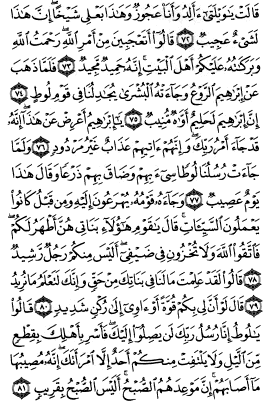 قَالَتْ يَٰوَيْلَتَىٰٓ ءَأَلِدُ وَأَنَا۠ عَجُوزٌ وَهَٰذَا بَعْلِى شَيْخًا ۖ إِنَّ هَٰذَا
لَشَىْءٌ عَجِيبٌ ﴿٧٢﴾ قَالُوٓا۟ أَتَعْجَبِينَ مِنْ أَمْرِ ٱللَّهِ ۖ رَحْمَتُ ٱللَّهِ
وَبَرَكَٰتُهُۥ عَلَيْكُمْ أَهْلَ ٱلْبَيْتِ ۚ إِنَّهُۥ حَمِيدٌ مَّجِيدٌ ﴿٧٣﴾ فَلَمَّا ذَهَبَ
عَنْ إِبْرَٰهِيمَ ٱلرَّوْعُ وَجَآءَتْهُ ٱلْبُشْرَىٰ يُجَٰدِلُنَا فِى قَوْمِ لُوطٍ ﴿٧٤﴾
إِنَّ إِبْرَٰهِيمَ لَحَلِيمٌ أَوَّٰهٌ مُّنِيبٌ ﴿٧٥﴾ يَٰٓإِبْرَٰهِيمُ أَعْرِضْ عَنْ هَٰذَآ ۖ إِنَّهُۥ
قَدْ جَآءَ أَمْرُ رَبِّكَ ۖ وَإِنَّهُمْ ءَاتِيهِمْ عَذَابٌ غَيْرُ مَرْدُودٍ ﴿٧٦﴾ وَلَمَّا
جَآءَتْ رُسُلُنَا لُوطًا سِىٓءَ بِهِمْ وَضَاقَ بِهِمْ ذَرْعًا وَقَالَ هَٰذَا
يَوْمٌ عَصِيبٌ ﴿٧٧﴾ وَجَآءَهُۥ قَوْمُهُۥ يُهْرَعُونَ إِلَيْهِ وَمِن قَبْلُ كَانُوا۟
يَعْمَلُونَ ٱلسَّيِّـَٔاتِ ۚ قَالَ يَٰقَوْمِ هَٰٓؤُلَآءِ بَنَاتِى هُنَّ أَطْهَرُ لَكُمْ ۖ
فَٱتَّقُوا۟ ٱللَّهَ وَلَا تُخْزُونِ فِى ضَيْفِىٓ ۖ أَلَيْسَ مِنكُمْ رَجُلٌ رَّشِيدٌ
﴿٧٨﴾ قَالُوا۟ لَقَدْ عَلِمْتَ مَا لَنَا فِى بَنَاتِكَ مِنْ حَقٍّ وَإِنَّكَ لَتَعْلَمُ مَا نُرِيدُ
﴿٧٩﴾ قَالَ لَوْ أَنَّ لِى بِكُمْ قُوَّةً أَوْ ءَاوِىٓ إِلَىٰ رُكْنٍ شَدِيدٍ ﴿٨٠﴾ قَالُوا۟
يَٰلُوطُ إِنَّا رُسُلُ رَبِّكَ لَن يَصِلُوٓا۟ إِلَيْكَ ۖ فَأَسْرِ بِأَهْلِكَ بِقِطْعٍ
مِّنَ ٱلَّيْلِ وَلَا يَلْتَفِتْ مِنكُمْ أَحَدٌ إِلَّا ٱمْرَأَتَكَ ۖ إِنَّهُۥ مُصِيبُهَا
مَآ أَصَابَهُمْ ۚ إِنَّ مَوْعِدَهُمُ ٱلصُّبْحُ ۚ أَلَيْسَ ٱلصُّبْحُ بِقَرِيبٍ ﴿٨١﴾